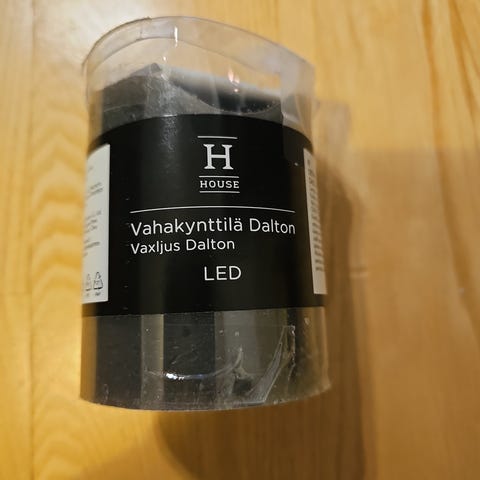 H
HOUSE
Vahakynttilä Dalton
Vaxljus Dalton
LED